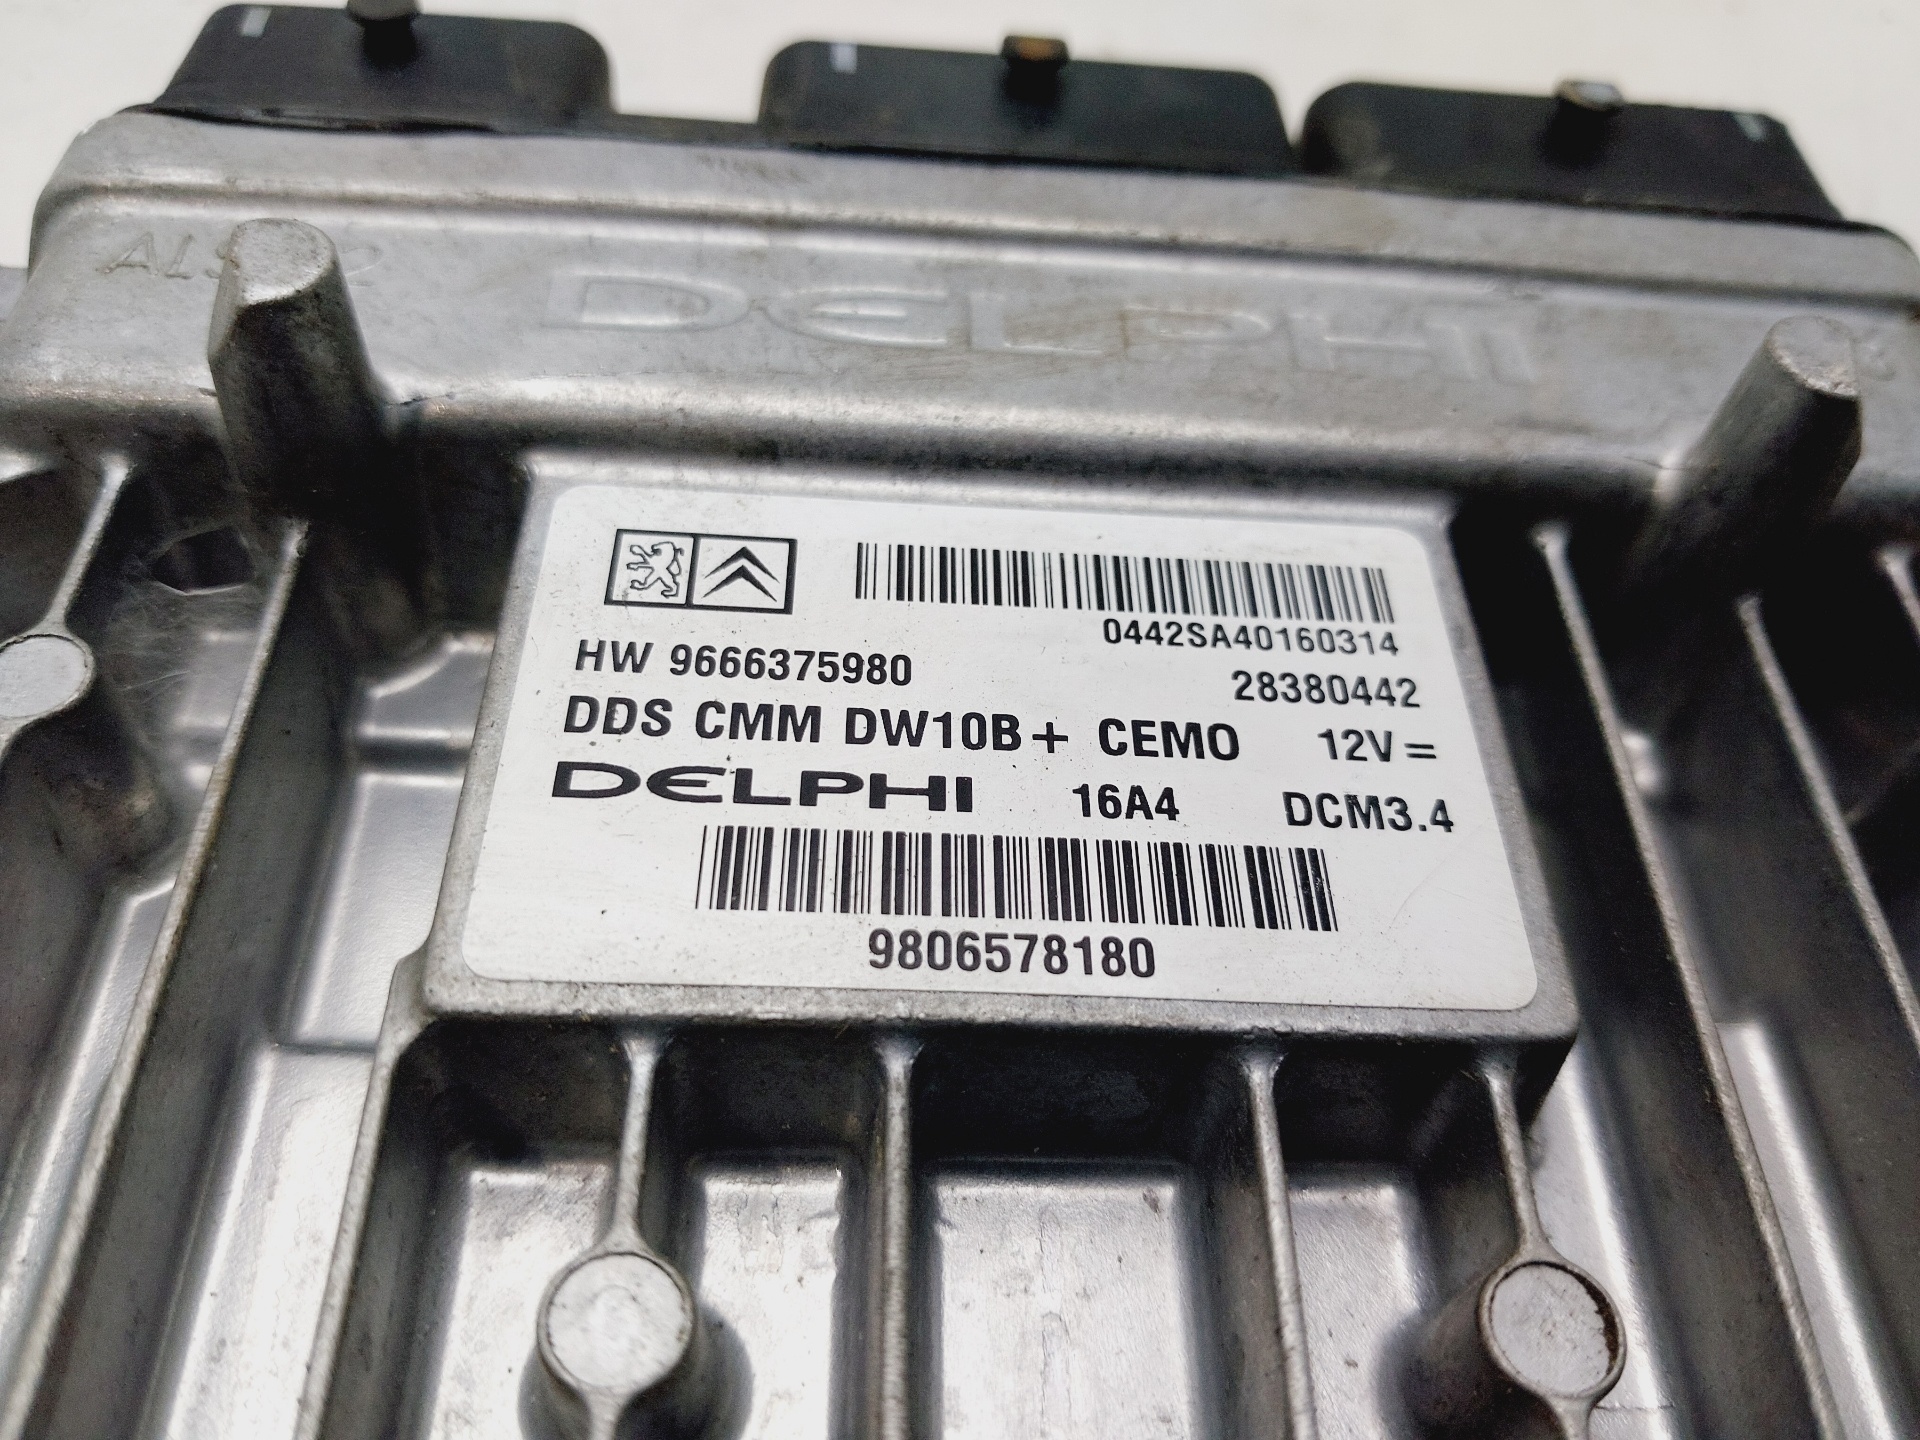 DELPHI
0442SA40160314
HW 9666375980 28380442
DDS CMM DW10B+ CEMO 12V =
DELPHI 16A4 DCM3.4
9806578180